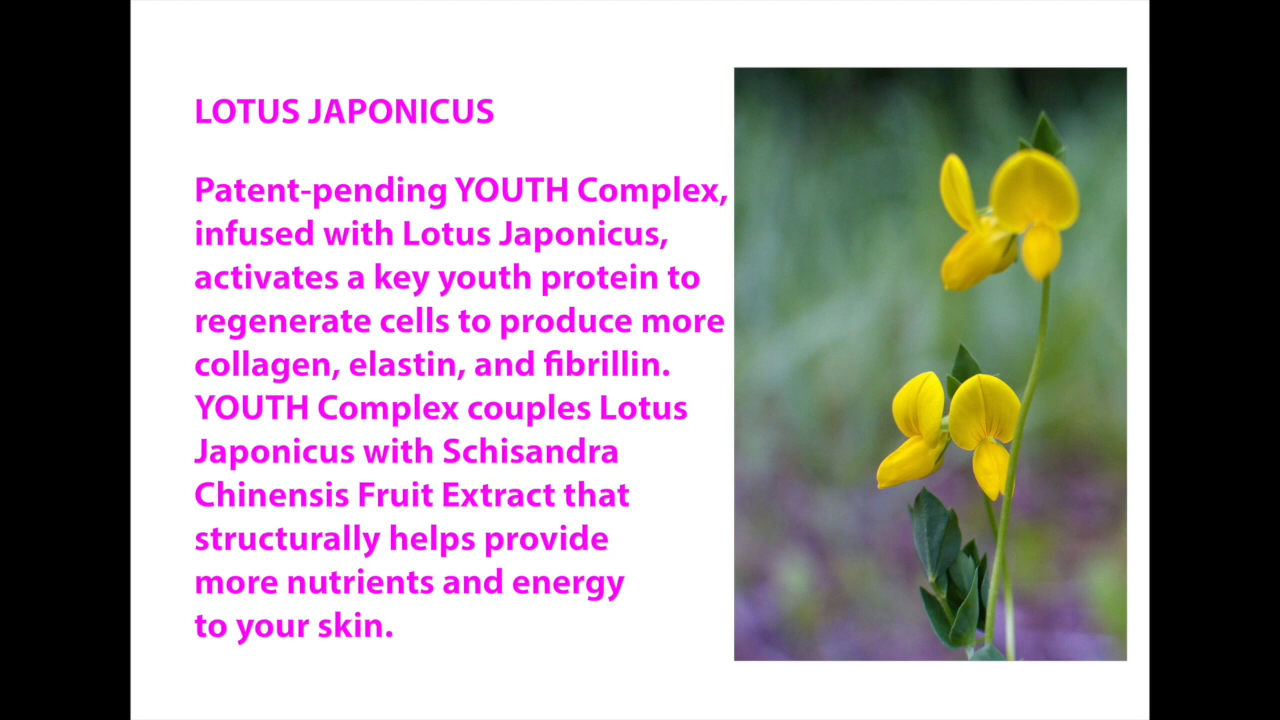 LOTUS JAPONICUS
Patent-pending YOUTH Complex,
infused with Lotus Japonicus,
activates a key youth protein to
regenerate cells to produce more
collagen, elastin, and fibrillin.
YOUTH Complex couples Lotus
Japonicus with Schisandra
Chinensis Fruit Extract that
structurally helps provide
more nutrients and energy
to your skin.